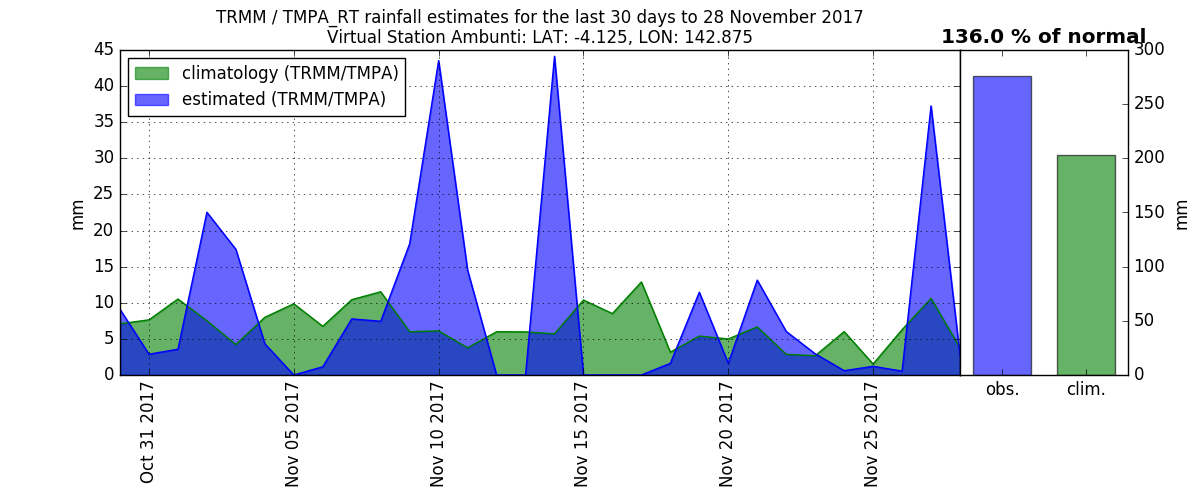 TRMM / TMPA_RT rainfall estimates for the last 30 days to 28 November 2017
Virtual Station Ambunti: LAT: -4.125, LON: 142.875
136.0 % of normal
climatology (TRMM/TMPA)
estimated (TRMM/TMPA)
45
40
35
30
25
20
15
10
5
0
mm
Oct 31 2017
Nov 05 2017
Nov 10 2017
Nov 15 2017
Nov 20 2017
Nov 25 2017
obs.
clim.
300
250
200
150
100
50
0
mm